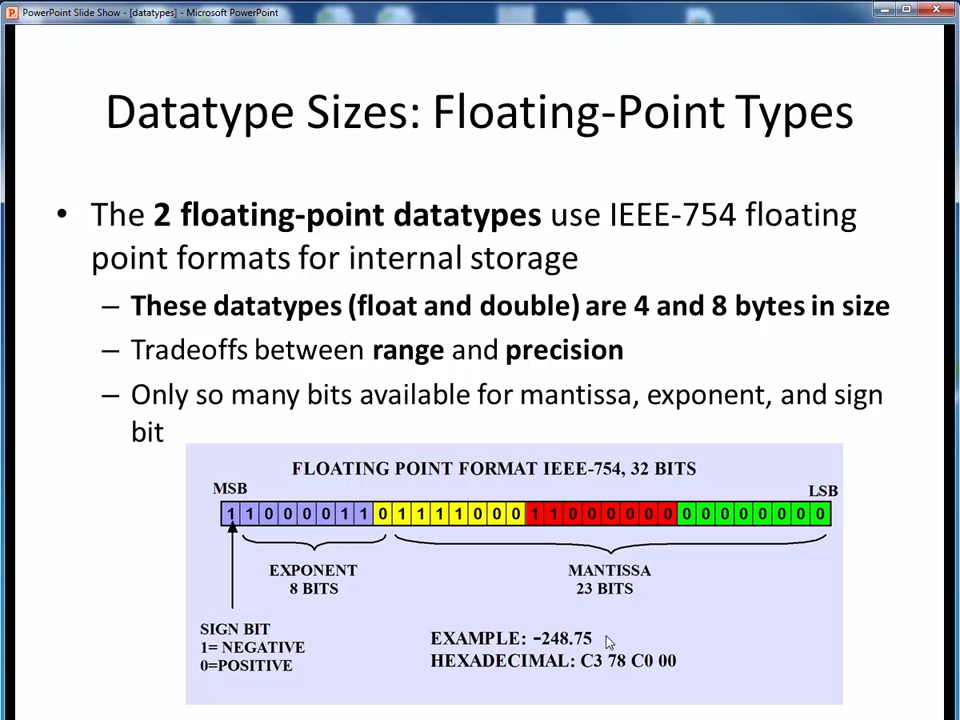 PowerPoint Slide Show - [datatypes] - Microsoft PowerPoint
Datatype Sizes: Floating-Point Types
• The 2 floating-point datatypes use IEEE-754 floating
point formats for internal storage
– These datatypes (float and double) are 4 and 8 bytes in size
– Tradeoffs between range and precision
– Only so many bits available for mantissa, exponent, and sign
bit
FLOATING POINT FORMAT IEEE-754, 32 BITS
MSB LSB
1 1 0 0 0 0 1 1 0 1 1 1 1 0 0 0 1 1 0 0 0 0 0 0 0 0 0 0 0 0 0 0
EXPONENT MANTISSA
8 BITS 23 BITS
SIGN BIT
1= NEGATIVE
0=POSITIVE
EXAMPLE: -248.75
HEXADECIMAL: C3 78 C0 00